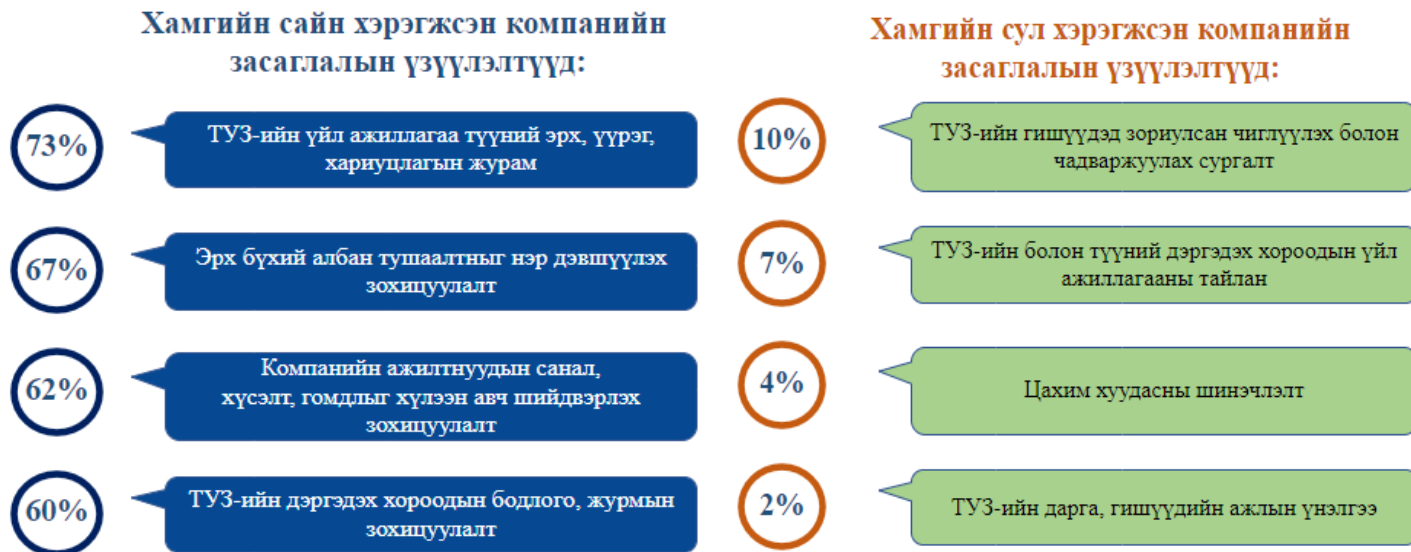 Хамгийн сайн хэрэгжсэн компанийн
засаглалын үзүүлэлтүүд:
73%
ТУЗ-ийн үйл ажиллагаа түүний эрх, үүрэг,
хариуцлагын журам
67%
Эрх бүхий албан тушаалтныг нэр дэвшүүлэх
зохицуулалт
62%
Компанийн ажилтнуудын санал,
хүсэлт, гомдлыг хүлээн авч шийдвэрлэх
зохицуулалт
60%
ТУЗ-ийн дэргэдэх хороодын бодлого, журмын
зохицуулалт
Хамгийн сул хэрэгжсэн компанийн
засаглалын үзүүлэлтүүд:
10%
ТУЗ-ийн гишүүдэд зориулсан чиглүүлэх болон
чадваржуулах сургалт
7%
ТУЗ-ийн болон түүний дэргэдэх хороодын үйл
ажиллагааны тайлан
4%
Цахим хуудасны шинэчлэлт
2%
ТУЗ-ийн дарга, гишүүдийн ажлын үнэлгээ